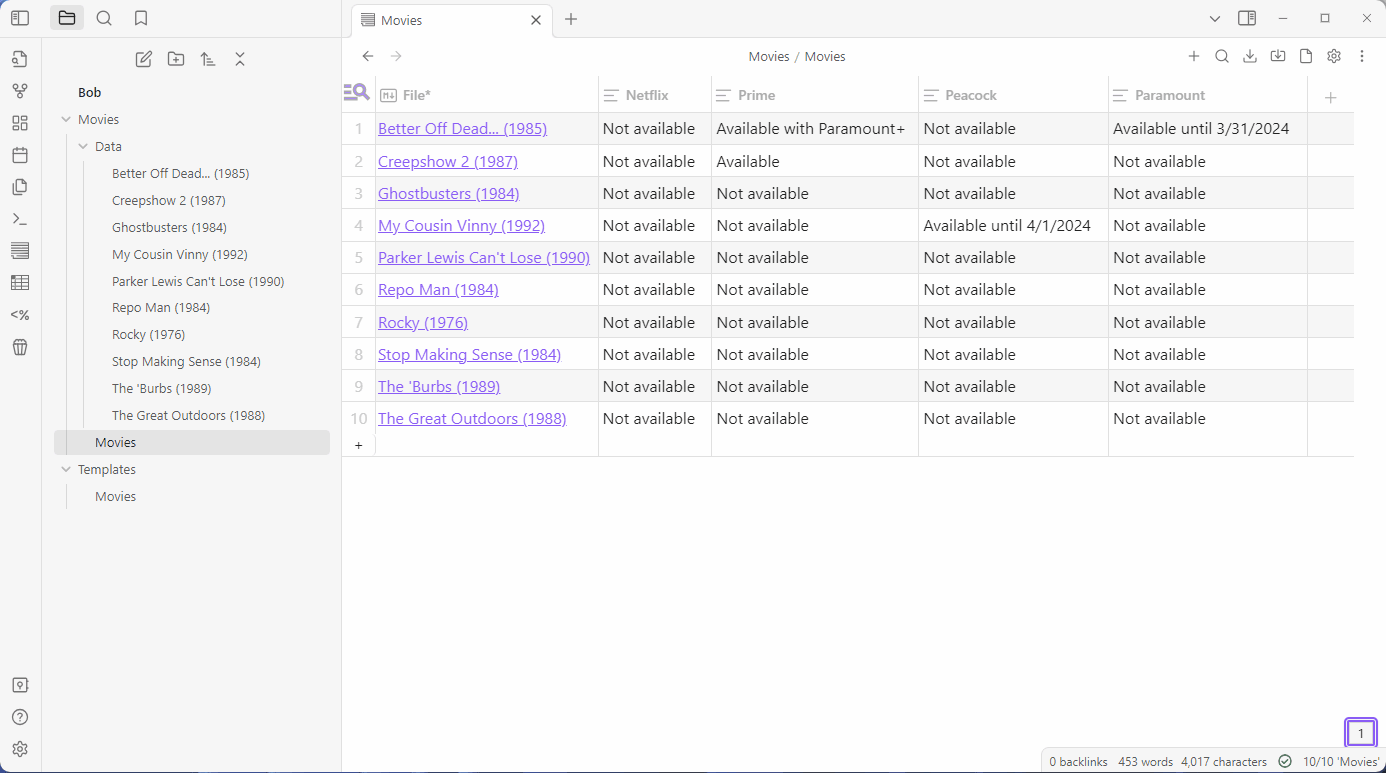 Movies
Movies / Movies
Bob
Movies
Data
Better Off Dead... (1985)
Creepshow 2 (1987)
Ghostbusters (1984)
My Cousin Vinny (1992)
Parker Lewis Can't Lose (1990)
Repo Man (1984)
Rocky (1976)
Stop Making Sense (1984)
The 'Burbs (1989)
The Great Outdoors (1988)
Movies
Templates
Movies
<%
File* Netflix Prime Peacock Paramount
1 Better Off Dead... (1985) Not available Available with Paramount+ Not available Available until 3/31/2024
2 Creepshow 2 (1987) Not available Available Not available Not available
3 Ghostbusters (1984) Not available Not available Not available Not available
4 My Cousin Vinny (1992) Not available Not available Available until 4/1/2024 Not available
5 Parker Lewis Can't Lose (1990) Not available Not available Not available Not available
6 Repo Man (1984) Not available Not available Not available Not available
7 Rocky (1976) Not available Not available Not available Not available
8 Stop Making Sense (1984) Not available Not available Not available Not available
9 The 'Burbs (1989) Not available Not available Not available Not available
10 The Great Outdoors (1988) Not available Not available Not available Not available
+
1
0 backlinks 453 words 4,017 characters 10/10 'Movies'